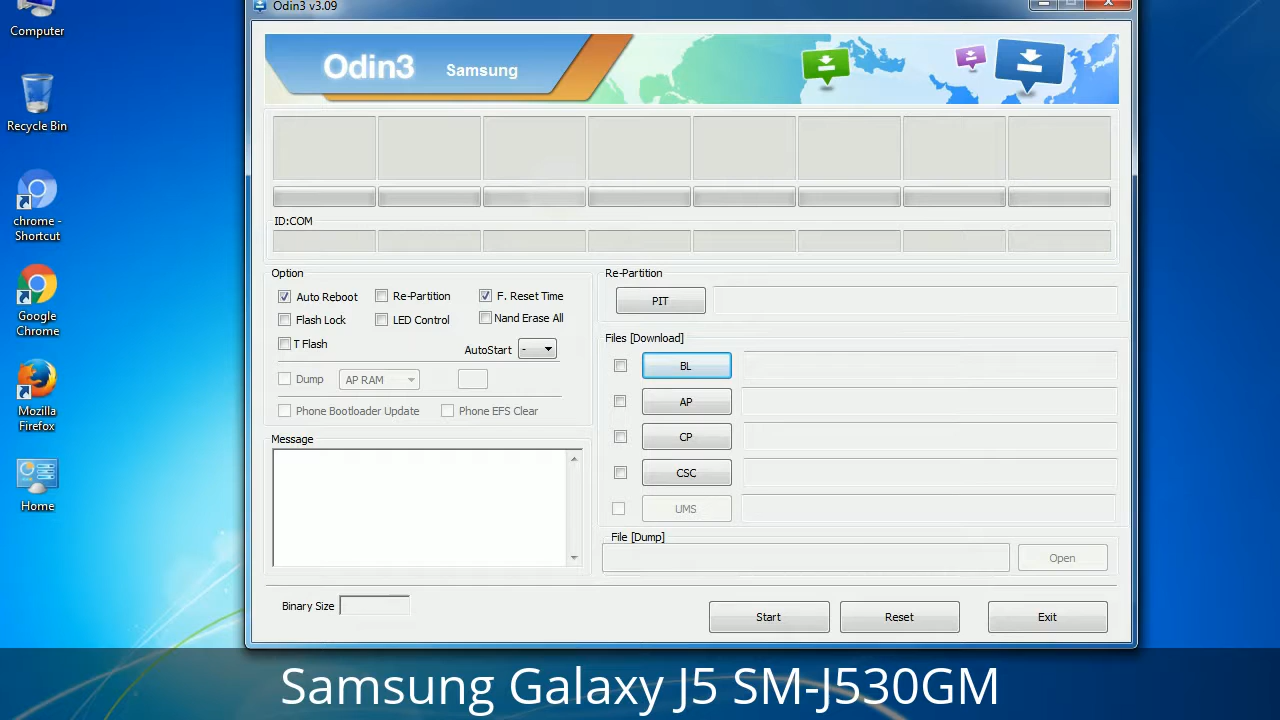 Odin3 v3.09
Computer
Recycle Bin
chrome -
Shortcut
Google
Chrome
Mozilla
Firefox
Home
Odin3 Samsung
ID:COM
Option
Auto Reboot Re-Partition F. Reset Time
Flash Lock LED Control Nand Erase All
T Flash
AutoStart -
Dump AP RAM
Phone Bootloader Update Phone EFS Clear
Message
Re-Partition
PIT
Files [Download]
BL
AP
CP
CSC
UMS
File [Dump]
Open
Binary Size
Start Reset Exit
Samsung Galaxy J5 SM-J530GM